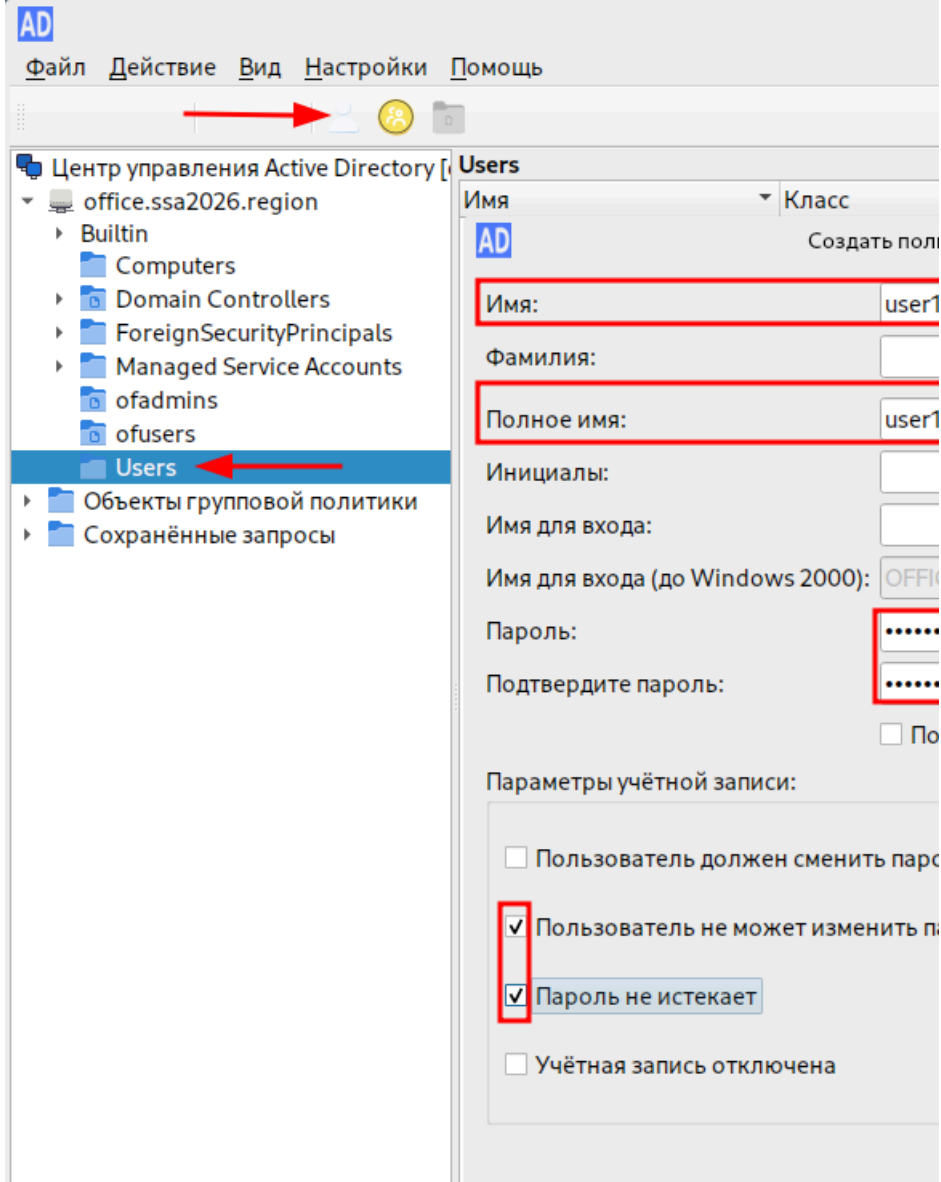 AD
Файл Действие Вид Настройки Помощь
Центр управления Active Directory [
office.ssa2026.region
Builtin
Computers
Domain Controllers
ForeignSecurityPrincipals
Managed Service Accounts
ofadmins
ofusers
Users
Объекты групповой политики
Сохранённые запросы
Users
Имя Класс
AD Создать
Имя: user1
Фамилия:
Полное имя: user1
Инициалы:
Имя для входа:
Имя для входа (до Windows 2000):
Пароль: ••••••
Подтвердите пароль: ••••••
Параметры учётной записи:
Пользователь должен сменить
Пользователь не может изменить
Пароль не истекает
Учётная запись отключена